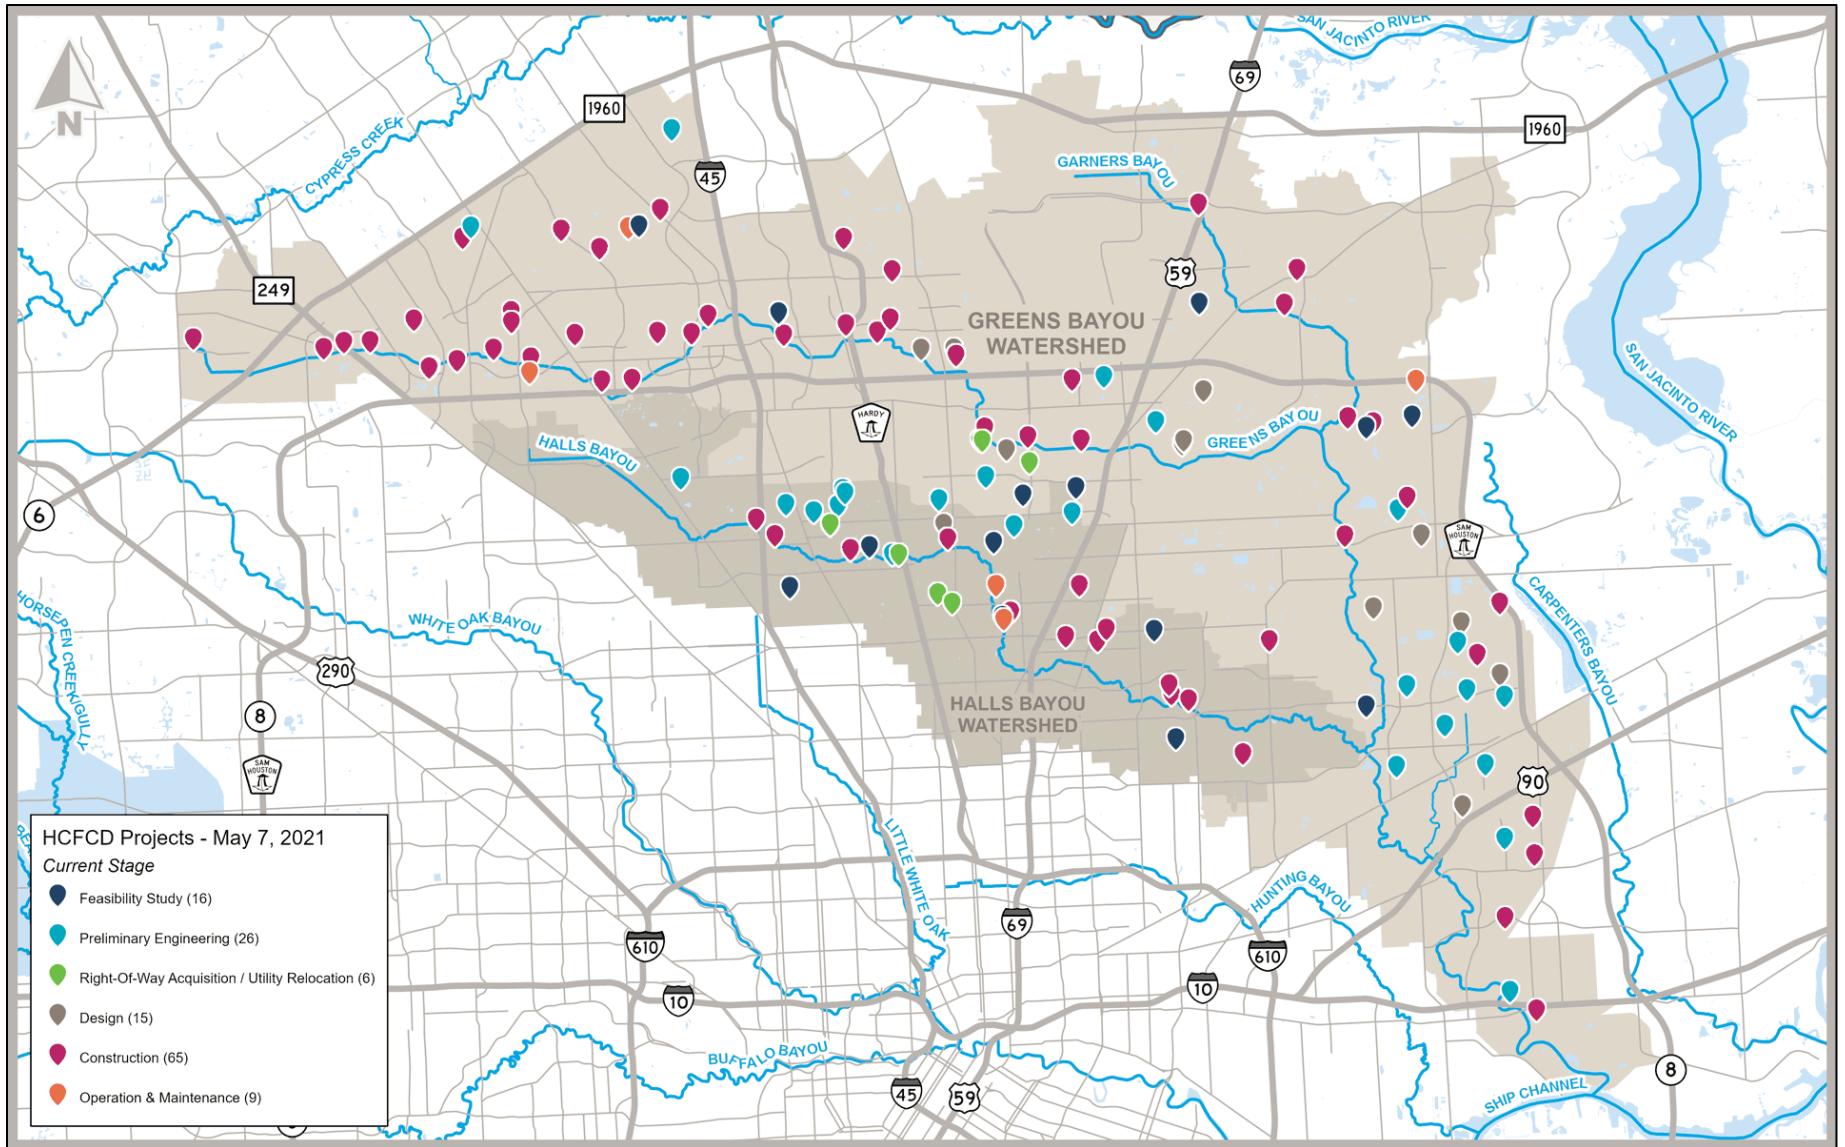 SAN JACINTO RIVER
69
1960
1960
N
CYPRESS CREEK
45
GARNERS BAYOU
59
249
GREENS BAYOU
WATERSHED
SAN JACINTO RIVER
HARDY
GREENS BAYOU
HALLS BAYOU
6
SAM
HOUSTON
CARPENTERS BAYOU
HORSEPEN CREEK/GULLY
WHITE OAK BAYOU
290
HALLS BAYOU
WATERSHED
8
SAM
HOUSTON
90
HCFCD Projects - May 7, 2021
Current Stage
Feasibility Study (16)
Preliminary Engineering (26)
Right-Of-Way Acquisition / Utility Relocation (6)
Design (15)
Construction (65)
Operation & Maintenance (9)
LITTLE WHITE OAK
HUNTING BAYOU
69
610
610
10
10
BUFFALO BAYOU
45
59
8
SHIP CHANNEL